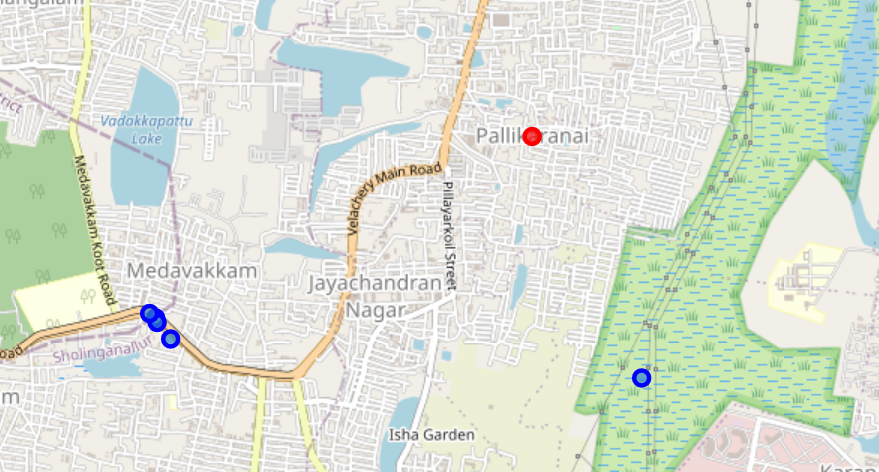 Vadakkapattu
Lake
Pallikaranai
Medavakkam Koot Road
Velachery Main Road
Pillayarkoil Street
Medavakkam
Jayachandran
Nagar
Sholinganallur
Isha Garden